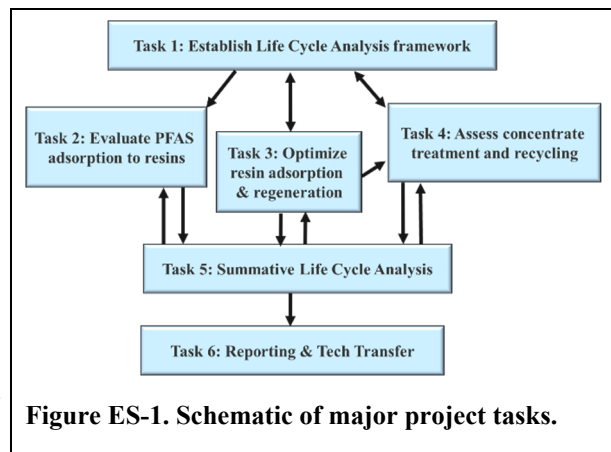 Task 1: Establish Life Cycle Analysis framework
Task 2: Evaluate PFAS
adsorption to resins
Task 3: Optimize
resin adsorption
& regeneration
Task 4: Assess concentrate
treatment and recycling
Task 5: Summative Life Cycle Analysis
Task 6: Reporting & Tech Transfer
Figure ES-1. Schematic of major project tasks.